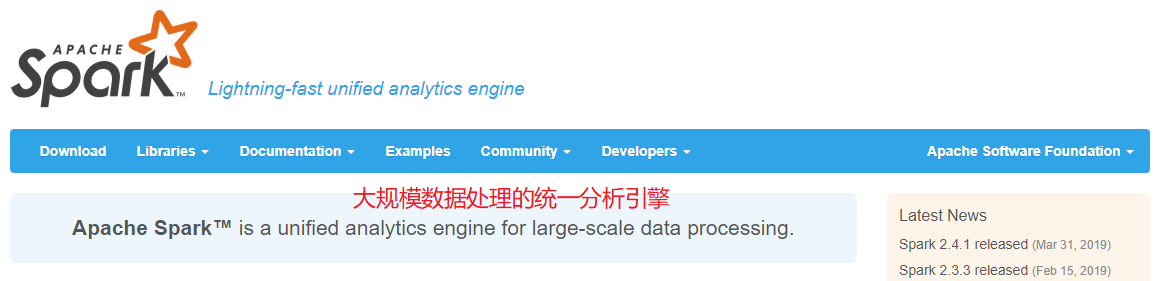 APACHE
Spark™
Lightning-fast unified analytics engine
Download Libraries Documentation Examples Community Developers Apache Software Foundation
大规模数据处理的统一分析引擎
Apache Spark™ is a unified analytics engine for large-scale data processing.
Latest News
Spark 2.4.1 released (Mar 31, 2019)
Spark 2.3.3 released (Feb 15, 2019)